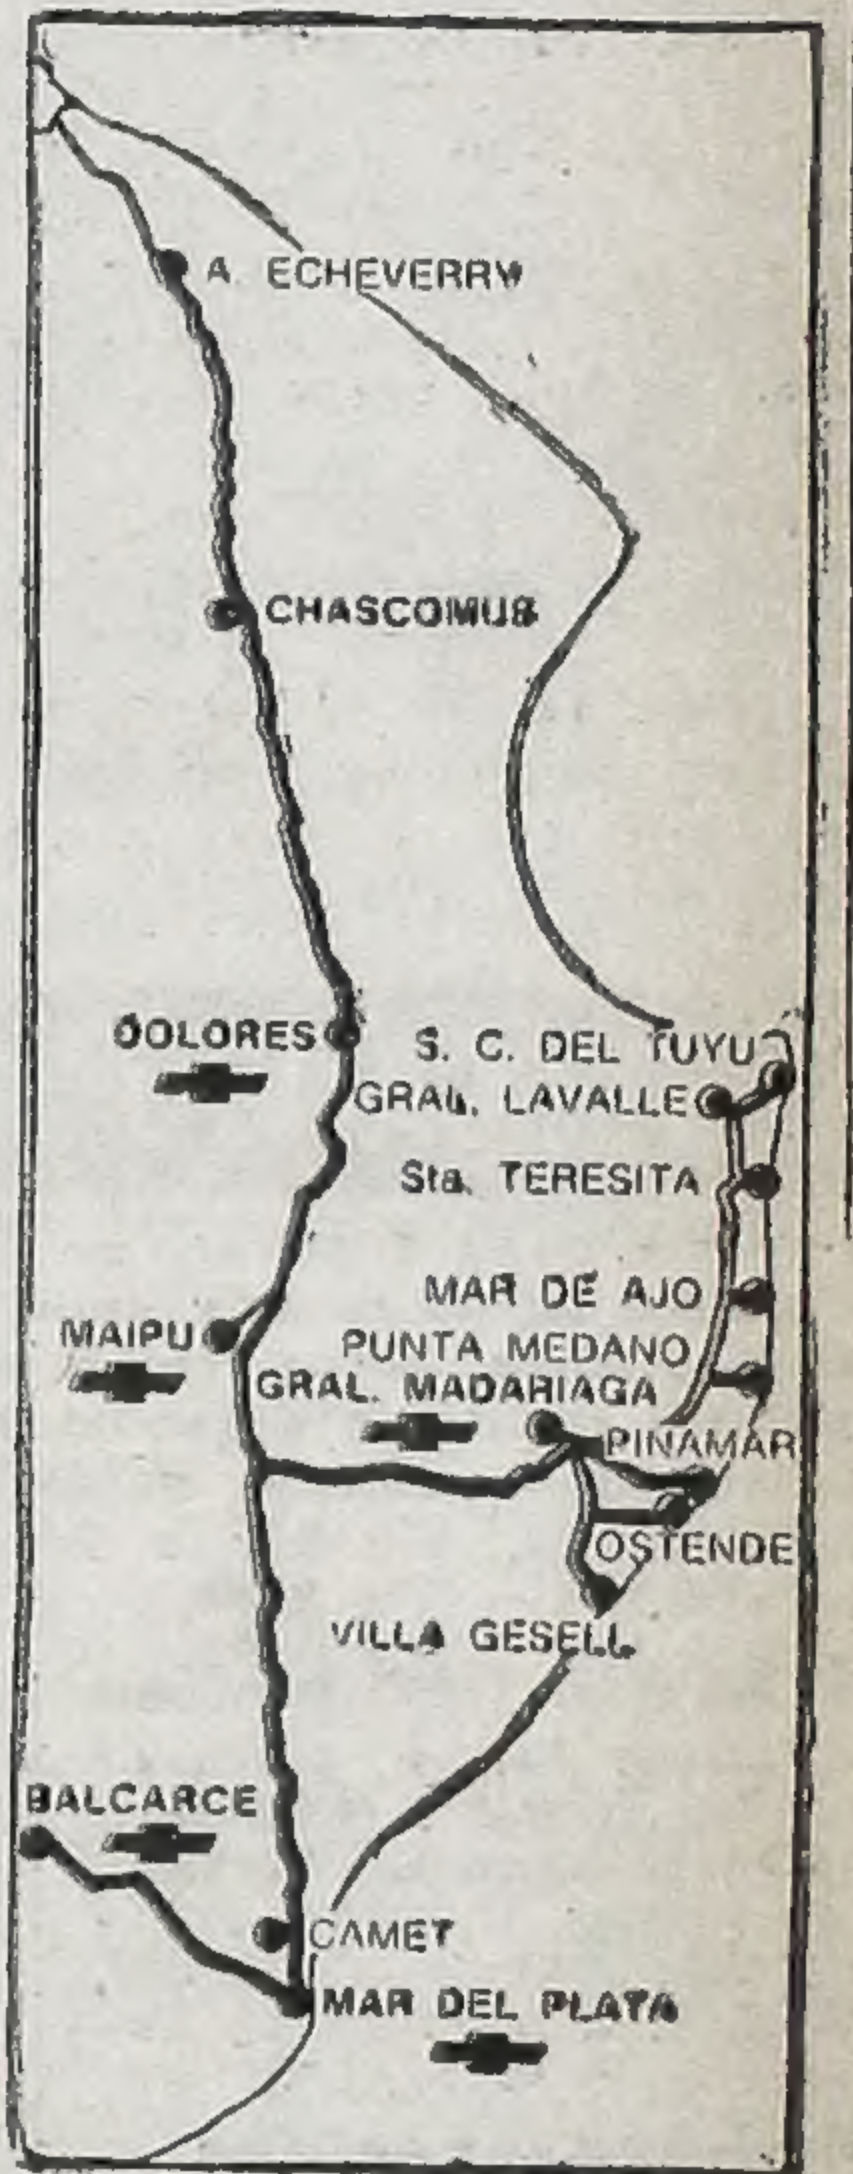 A. ECHEVERRY
CHASCOMUS
DOLORES
S. C. DEL TUYU
GRAL. LAVALLE
Sta. TERESITA
MAR DE AJO
MAIPU
PUNTA MEDANO
GRAL. MADARIAGA
PINAMAR
OSTENDE
VILLA GESELL
BALCARCE
CAMET
MAR DEL PLATA